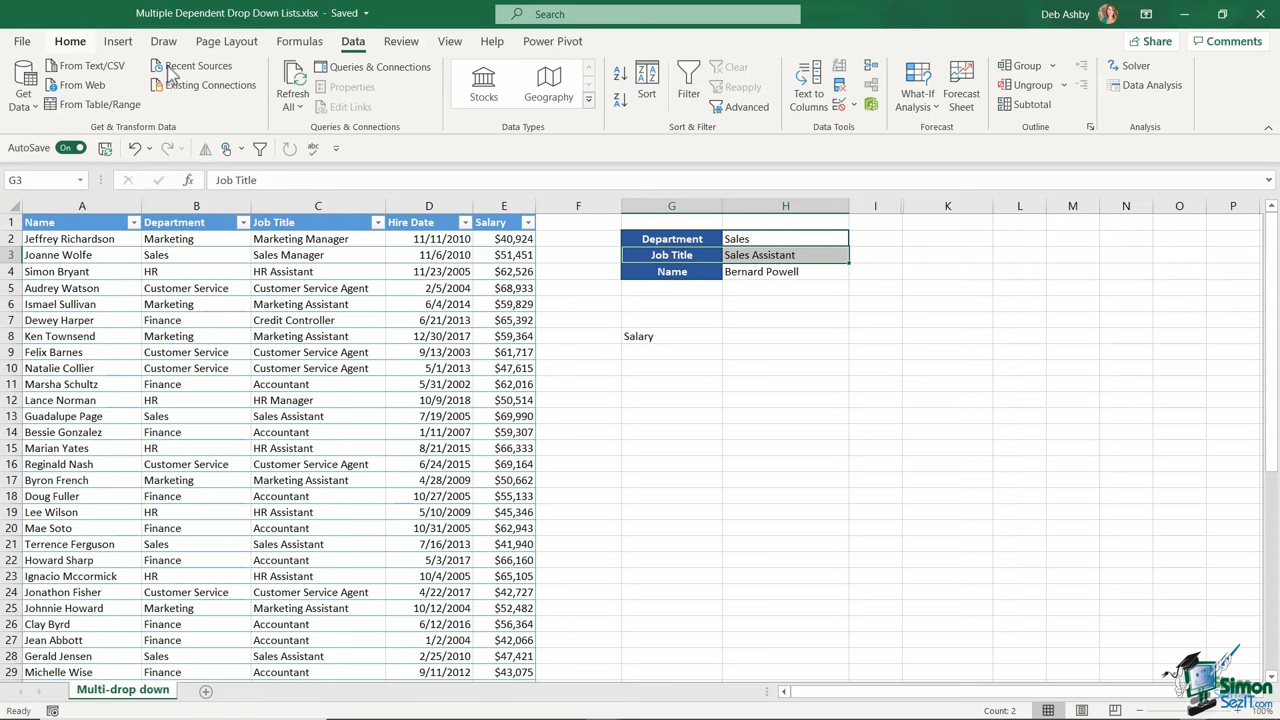 Multiple Dependent Drop Down Lists.xlsx - Saved
Search
Deb Ashby
File Home Insert Draw Page Layout Formulas Data Review View Help Power Pivot
Share Comments
Get Data
From Text/CSV
From Web
From Table/Range
Recent Sources
Existing Connections
Get & Transform Data
Refresh All
Queries & Connections
Properties
Edit Links
Queries & Connections
Stocks
Geography
Data Types
Sort
Filter
Clear
Reapply
Advanced
Sort & Filter
Text to Columns
Data Tools
What-If Analysis
Forecast Sheet
Forecast
Group
Ungroup
Subtotal
Outline
Solver
Data Analysis
Analysis
AutoSave On
abc
G3 fx Job Title
A B C D E F G H I K L M N O P
1 Name Department Job Title Hire Date Salary
2 Jeffrey Richardson Marketing Marketing Manager 11/11/2010 $40,924 Department Sales
3 Joanne Wolfe Sales Sales Manager 11/6/2010 $51,451 Job Title Sales Assistant
4 Simon Bryant HR HR Assistant 11/23/2005 $62,526 Name Bernard Powell
5 Audrey Watson Customer Service Customer Service Agent 2/5/2004 $68,933
6 Ismael Sullivan Marketing Marketing Assistant 6/4/2014 $59,829
7 Dewey Harper Finance Credit Controller 6/21/2013 $65,392
8 Ken Townsend Marketing Marketing Assistant 12/30/2017 $59,364 Salary
9 Felix Barnes Customer Service Customer Service Agent 9/13/2003 $61,717
10 Natalie Collier Customer Service Customer Service Agent 5/1/2013 $47,615
11 Marsha Schultz Finance Accountant 5/31/2002 $62,016
12 Lance Norman HR HR Manager 10/9/2018 $50,514
13 Guadalupe Page Sales Sales Assistant 7/19/2005 $69,990
14 Bessie Gonzalez Finance Accountant 1/11/2007 $59,307
15 Marian Yates HR HR Assistant 8/21/2015 $66,333
16 Reginald Nash Customer Service Customer Service Agent 6/24/2015 $69,164
17 Byron French Marketing Marketing Assistant 4/28/2009 $50,662
18 Doug Fuller Finance Accountant 10/27/2005 $55,133
19 Lee Wilson HR HR Assistant 5/10/2009 $45,346
20 Mae Soto Finance Accountant 10/31/2005 $62,943
21 Terrence Ferguson Sales Sales Assistant 7/16/2013 $41,940
22 Howard Sharp Finance Accountant 5/3/2017 $66,160
23 Ignacio Mccormick HR HR Assistant 10/4/2005 $65,105
24 Jonathon Fisher Customer Service Customer Service Agent 4/22/2017 $42,727
25 Johnnie Howard Marketing Marketing Assistant 10/12/2004 $52,482
26 Clay Byrd Finance Accountant 6/12/2016 $56,364
27 Jean Abbott Finance Accountant 1/2/2004 $42,066
28 Gerald Jensen Sales Sales Assistant 2/25/2010 $47,421
29 Michelle Wise Finance Accountant 9/11/2012 $43,075
Multi-drop down
Ready
Count: 2
100%
Simon SezIT.com